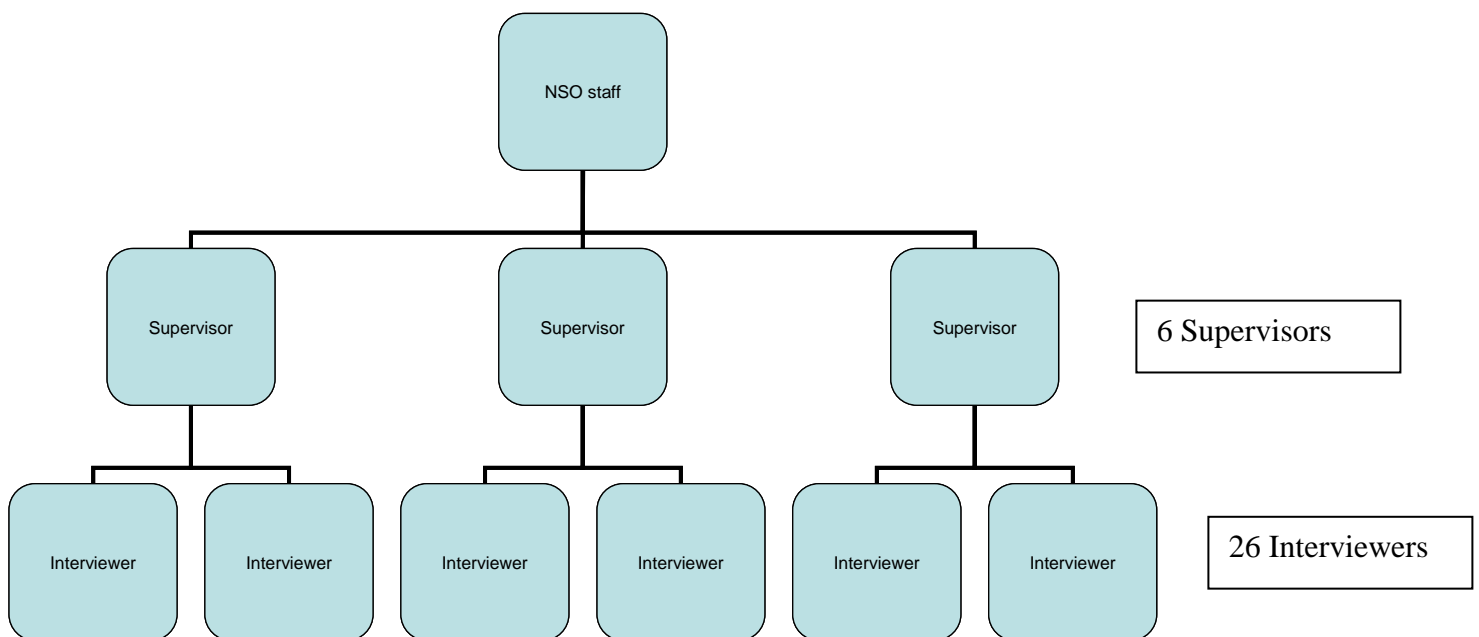 NSO staff
Supervisor
Supervisor
Supervisor
6 Supervisors
Interviewer
Interviewer
Interviewer
Interviewer
Interviewer
Interviewer
26 Interviewers